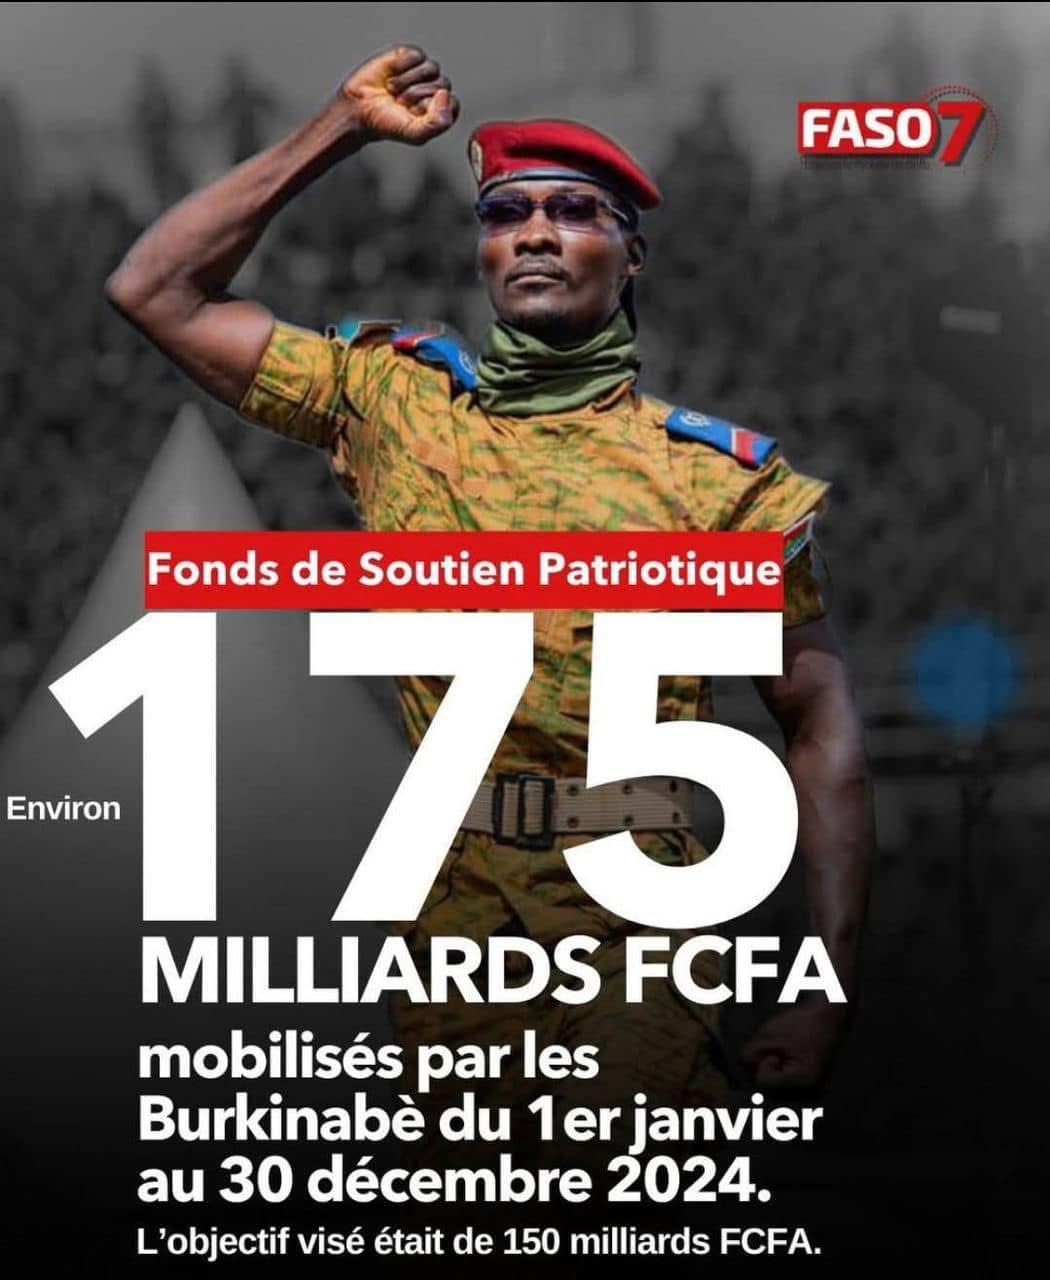 FASO7
Fonds de Soutien Patriotique
Environ
175
MILLIARDS FCFA
mobilisés par les
Burkinabè du 1er janvier
au 30 décembre 2024.
L'objectif visé était de 150 milliards FCFA.